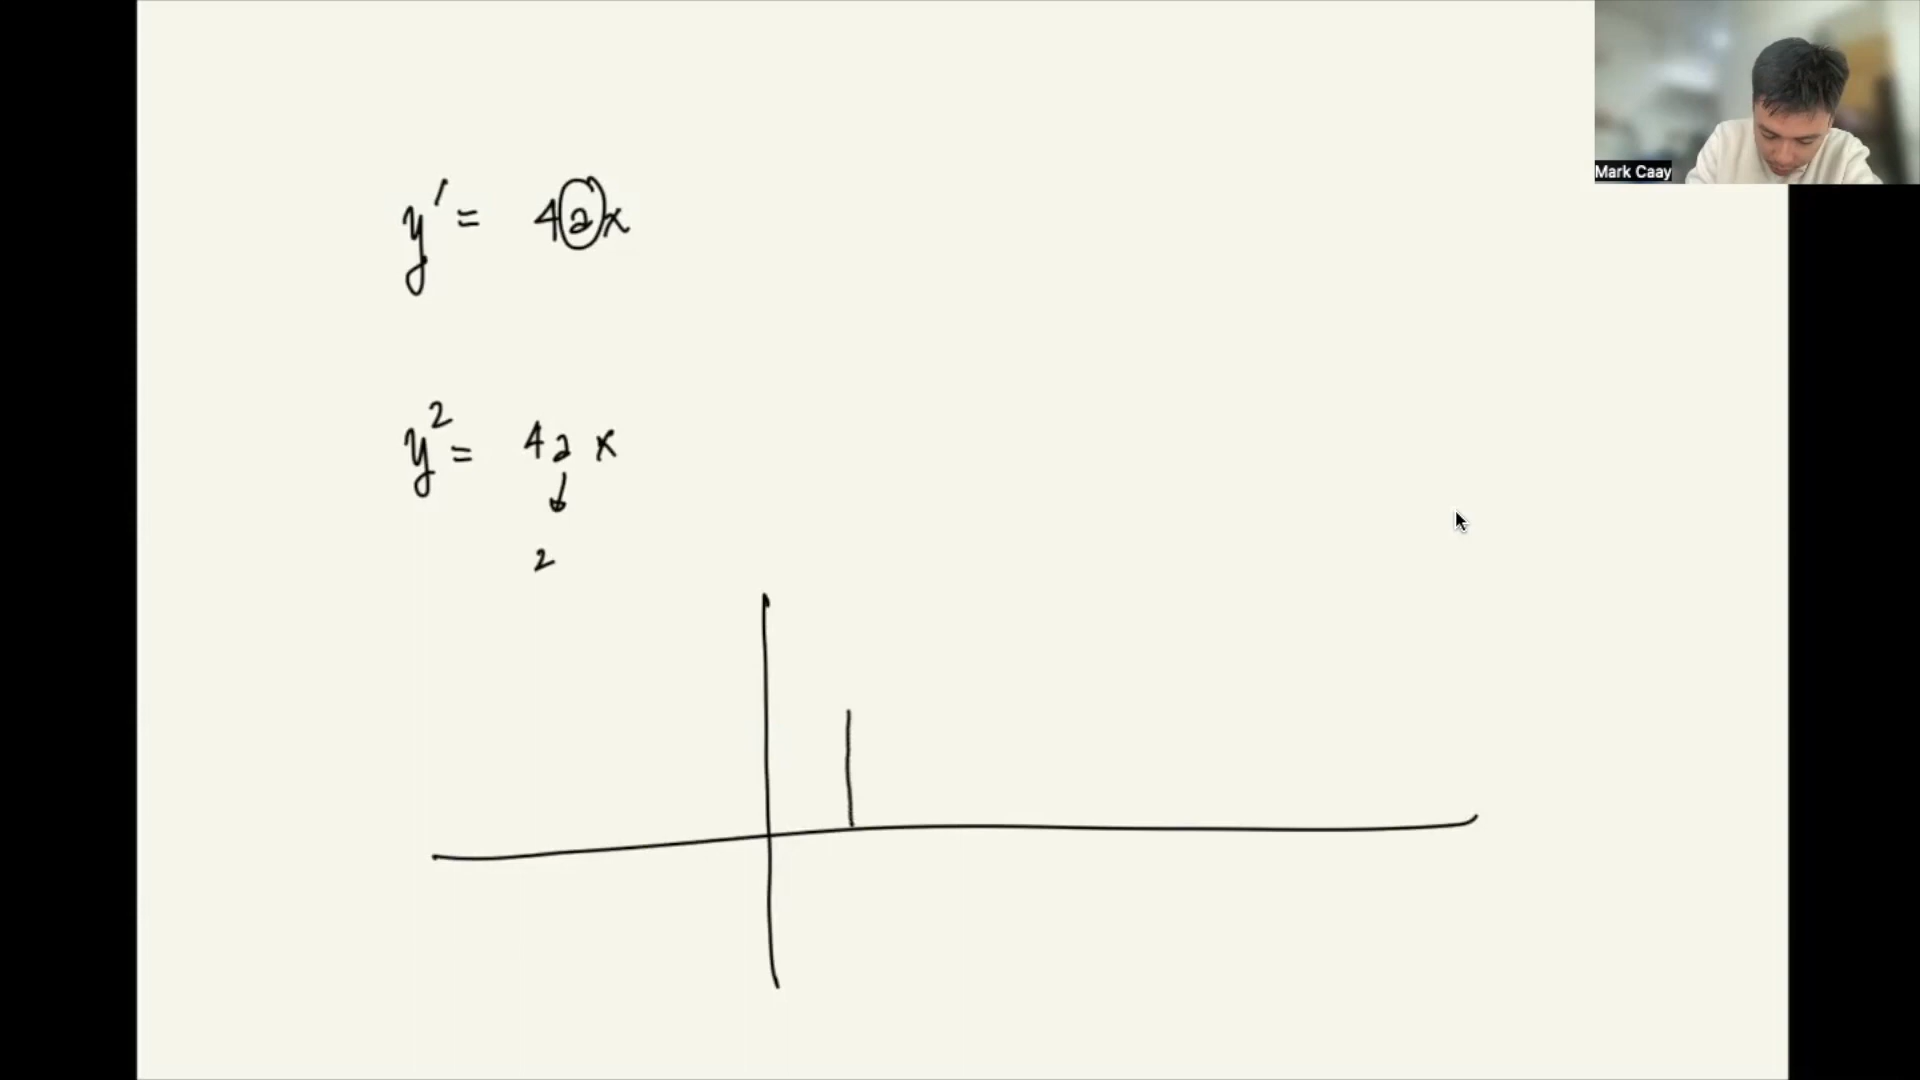 Mark Caay
y' = 4ax
y² = 4a x
2